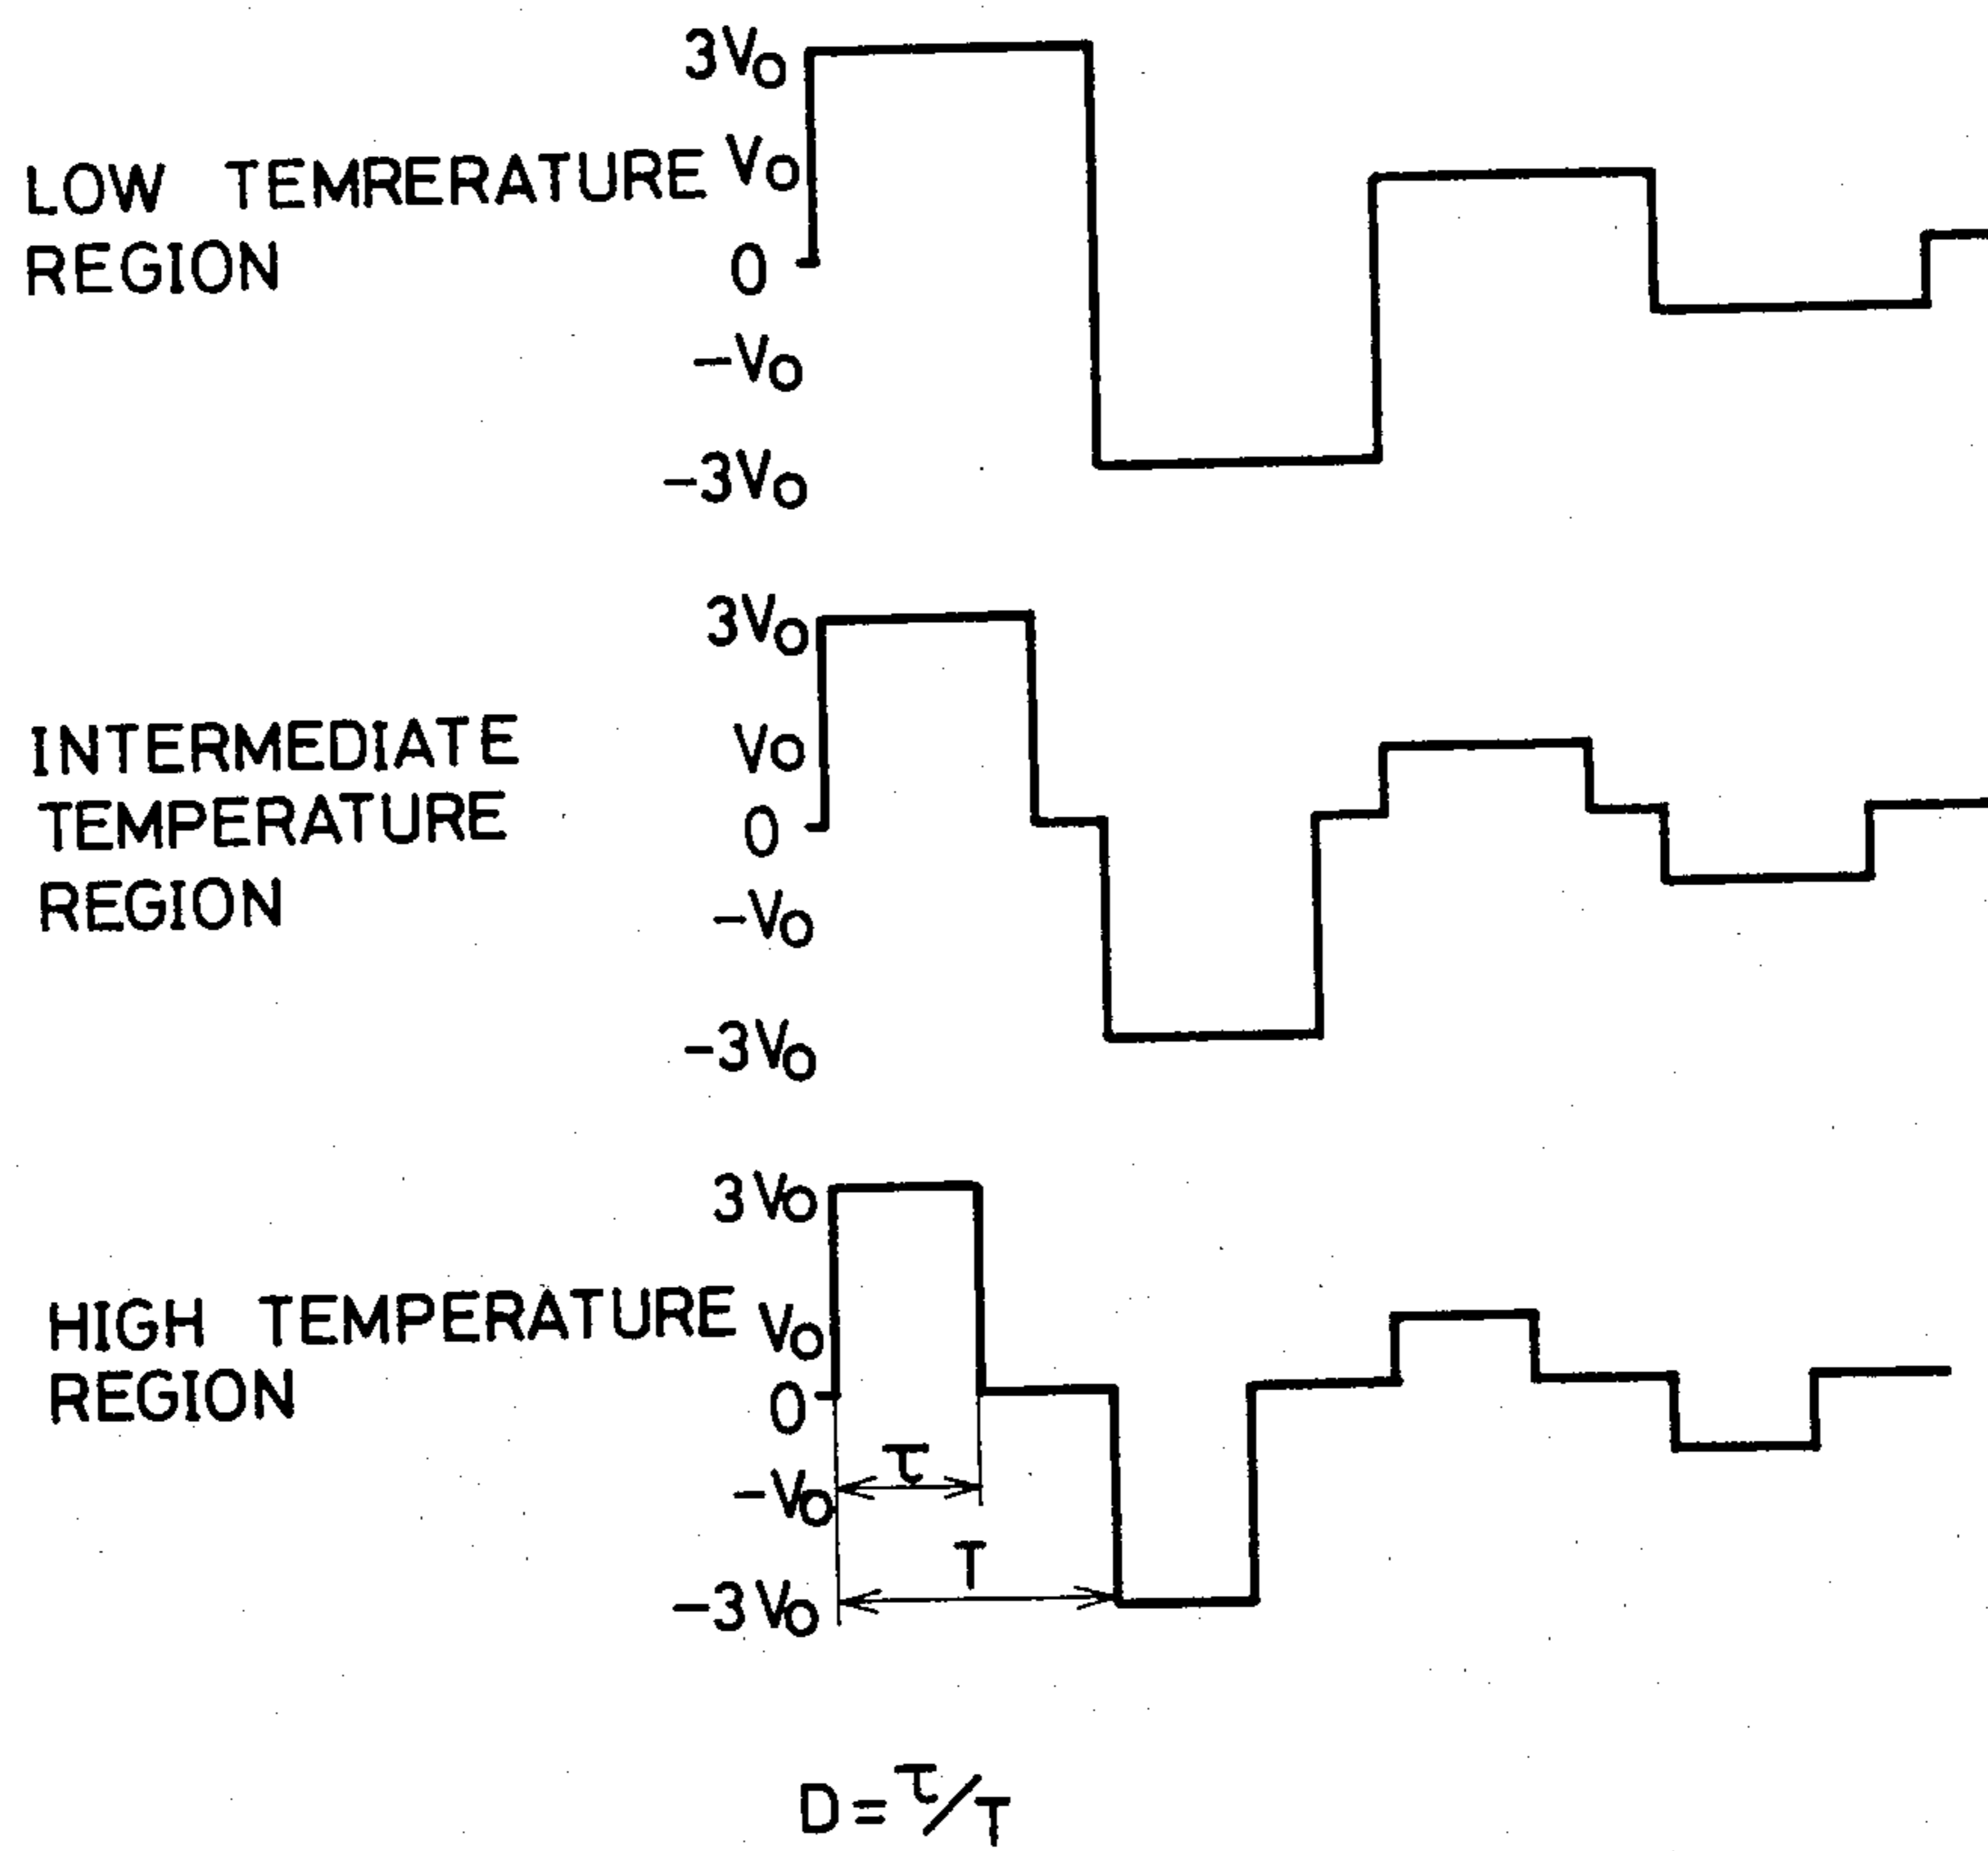 3V₀
LOW TEMRERATURE V₀
REGION 0
−V₀
−3V₀
3V₀
INTERMEDIATE V₀
TEMPERATURE 0
REGION −V₀
−3V₀
3V₀
HIGH TEMPERATURE V₀
REGION 0
τ
−V₀
T
−3V₀
D=τ/T